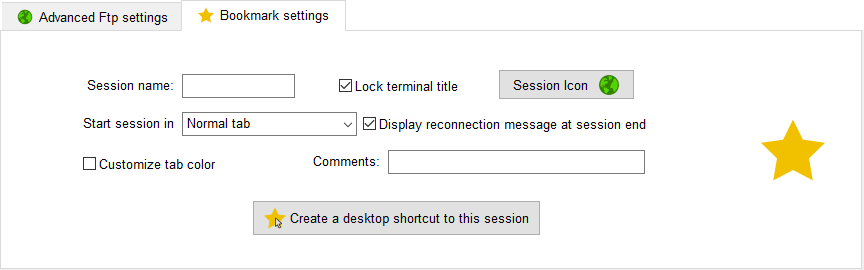 Advanced Ftp settings
Bookmark settings
Session name:
Lock terminal title
Session Icon
Start session in
Normal tab
Display reconnection message at session end
Customize tab color
Comments:
Create a desktop shortcut to this session